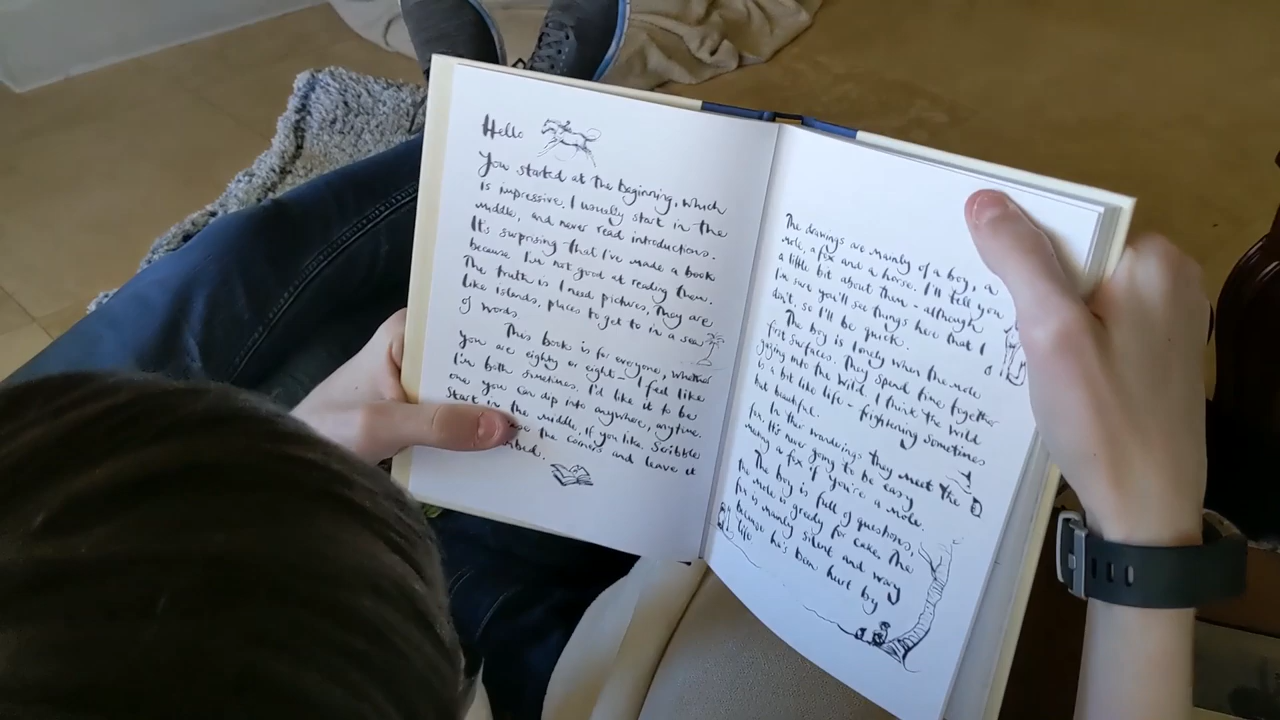 Hello
You started at the beginning, which
is impressive. I usually start in the
middle, and never read introductions.
It's surprising that I've made a book
because I'm not good at reading them.
The truth is I need pictures, they are
like islands, places to get to in a sea
of words.
This book is for everyone, whether
you are eighty or eight – I feel like
I'm both sometimes. I'd like it to be
one you can dip into anywhere, anytime.
Start in the middle, if you like. Scribble
the corners and leave it
The drawings are mainly of a boy, a
mole, a fox and a horse. I'll tell you
a little bit about them – although
I'm sure you'll see things here that I
don't, so I'll be quick.
The boy is lonely when the mole
first surfaces. They spend time together
gazing into the wild. I think the wild
is a bit like life – frightening sometimes
but beautiful.
In their wanderings they meet the
fox. It's never going to be easy
meeting a fox if you're a mole.
The boy is full of questions,
the mole is greedy for cake. The
fox is mainly silent and wary
because he's been hurt by
life